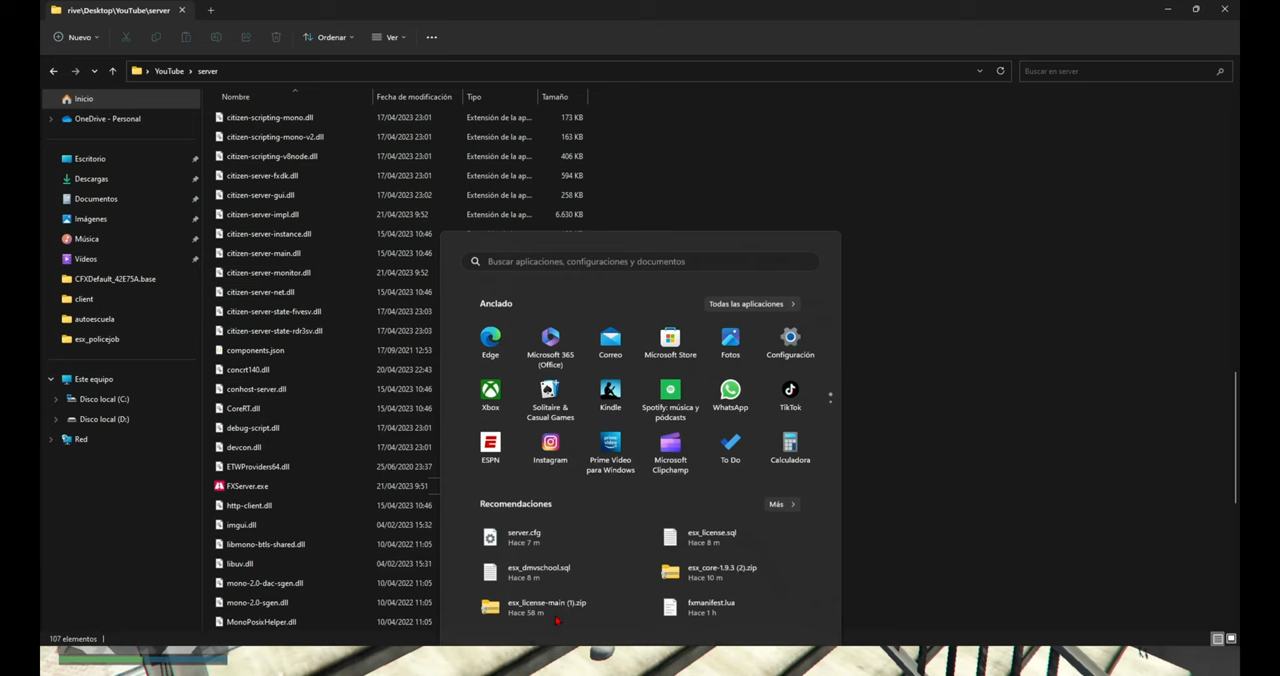 rive\Desktop\YouTube\server
Nuevo
Ordenar
Ver
YouTube > server
Buscar en server
Inicio
OneDrive - Personal
Escritorio
Descargas
Documentos
Imágenes
Música
Vídeos
CFXDefault_42E75A.base
client
autoescuela
esx_policejob
Este equipo
Disco local (C:)
Disco local (D:)
Red
Nombre Fecha de modificación Tipo Tamaño
citizen-scripting-mono.dll 17/04/2023 23:01 Extensión de la ap... 173 KB
citizen-scripting-mono-v2.dll 17/04/2023 23:01 Extensión de la ap... 163 KB
citizen-scripting-v8node.dll 17/04/2023 23:01 Extensión de la ap... 406 KB
citizen-server-fxdk.dll 17/04/2023 23:01 Extensión de la ap... 594 KB
citizen-server-gui.dll 17/04/2023 23:02 Extensión de la ap... 258 KB
citizen-server-impl.dll 21/04/2023 9:52 Extensión de la ap... 6.630 KB
citizen-server-instance.dll 15/04/2023 10:46
citizen-server-main.dll 15/04/2023 10:46
citizen-server-monitor.dll 21/04/2023 9:52
citizen-server-net.dll 15/04/2023 10:46
citizen-server-state-fivesv.dll 17/04/2023 23:03
citizen-server-state-rdr3sv.dll 17/04/2023 23:01
components.json 17/09/2021 12:53
concrt140.dll 20/04/2023 22:43
conhost-server.dll 15/04/2023 10:46
CoreRT.dll 15/04/2023 10:46
debug-script.dll 17/04/2023 23:01
devcon.dll 17/04/2023 23:01
ETWProviders64.dll 25/06/2020 23:37
FXServer.exe 21/04/2023 9:51
http-client.dll 15/04/2023 10:46
imgui.dll 04/02/2023 15:32
libmono-btls-shared.dll 10/04/2022 11:05
libuv.dll 04/02/2023 15:31
mono-2.0-dac-sgen.dll 10/04/2022 11:05
mono-2.0-sgen.dll 10/04/2022 11:05
MonoPosixHelper.dll 10/04/2022 11:05
107 elementos
Buscar aplicaciones, configuraciones y documentos
Anclado
Todas las aplicaciones
Edge
Microsoft 365
(Office)
Correo
Microsoft Store
Fotos
Configuración
Xbox
Solitaire &
Casual Games
Kindle
Spotify: música y
pódcasts
WhatsApp
TikTok
ESPN
Instagram
Prime Video
para Windows
Microsoft
Clipchamp
To Do
Calculadora
Recomendaciones
Más
server.cfg
Hace 7 m
esx_license.sql
Hace 8 m
esx_dmvschool.sql
Hace 8 m
esx_core-1.9.3 (2).zip
Hace 10 m
esx_license-main (1).zip
Hace 58 m
fxmanifest.lua
Hace 1 h